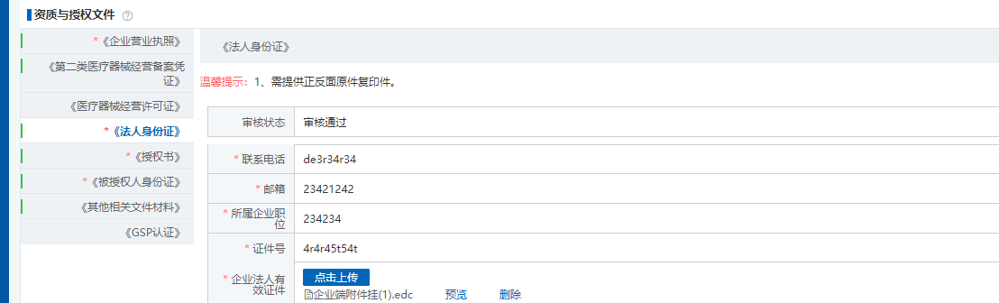 资质与授权文件
*《企业营业执照》
《第二类医疗器械经营备案凭
证》
《医疗器械经营许可证》
*《法人身份证》
*《授权书》
*《被授权人身份证》
《其他相关文件材料》
《GSP认证》
《法人身份证》
温馨提示：1、需提供正反面原件复印件。
审核状态 审核通过
* 联系电话 de3r34r34
* 邮箱 23421242
* 所属企业职
位 234234
* 证件号 4r4r45t54t
* 企业法人有
效证件
点击上传
企业端附件挂(1).edc 预览 删除